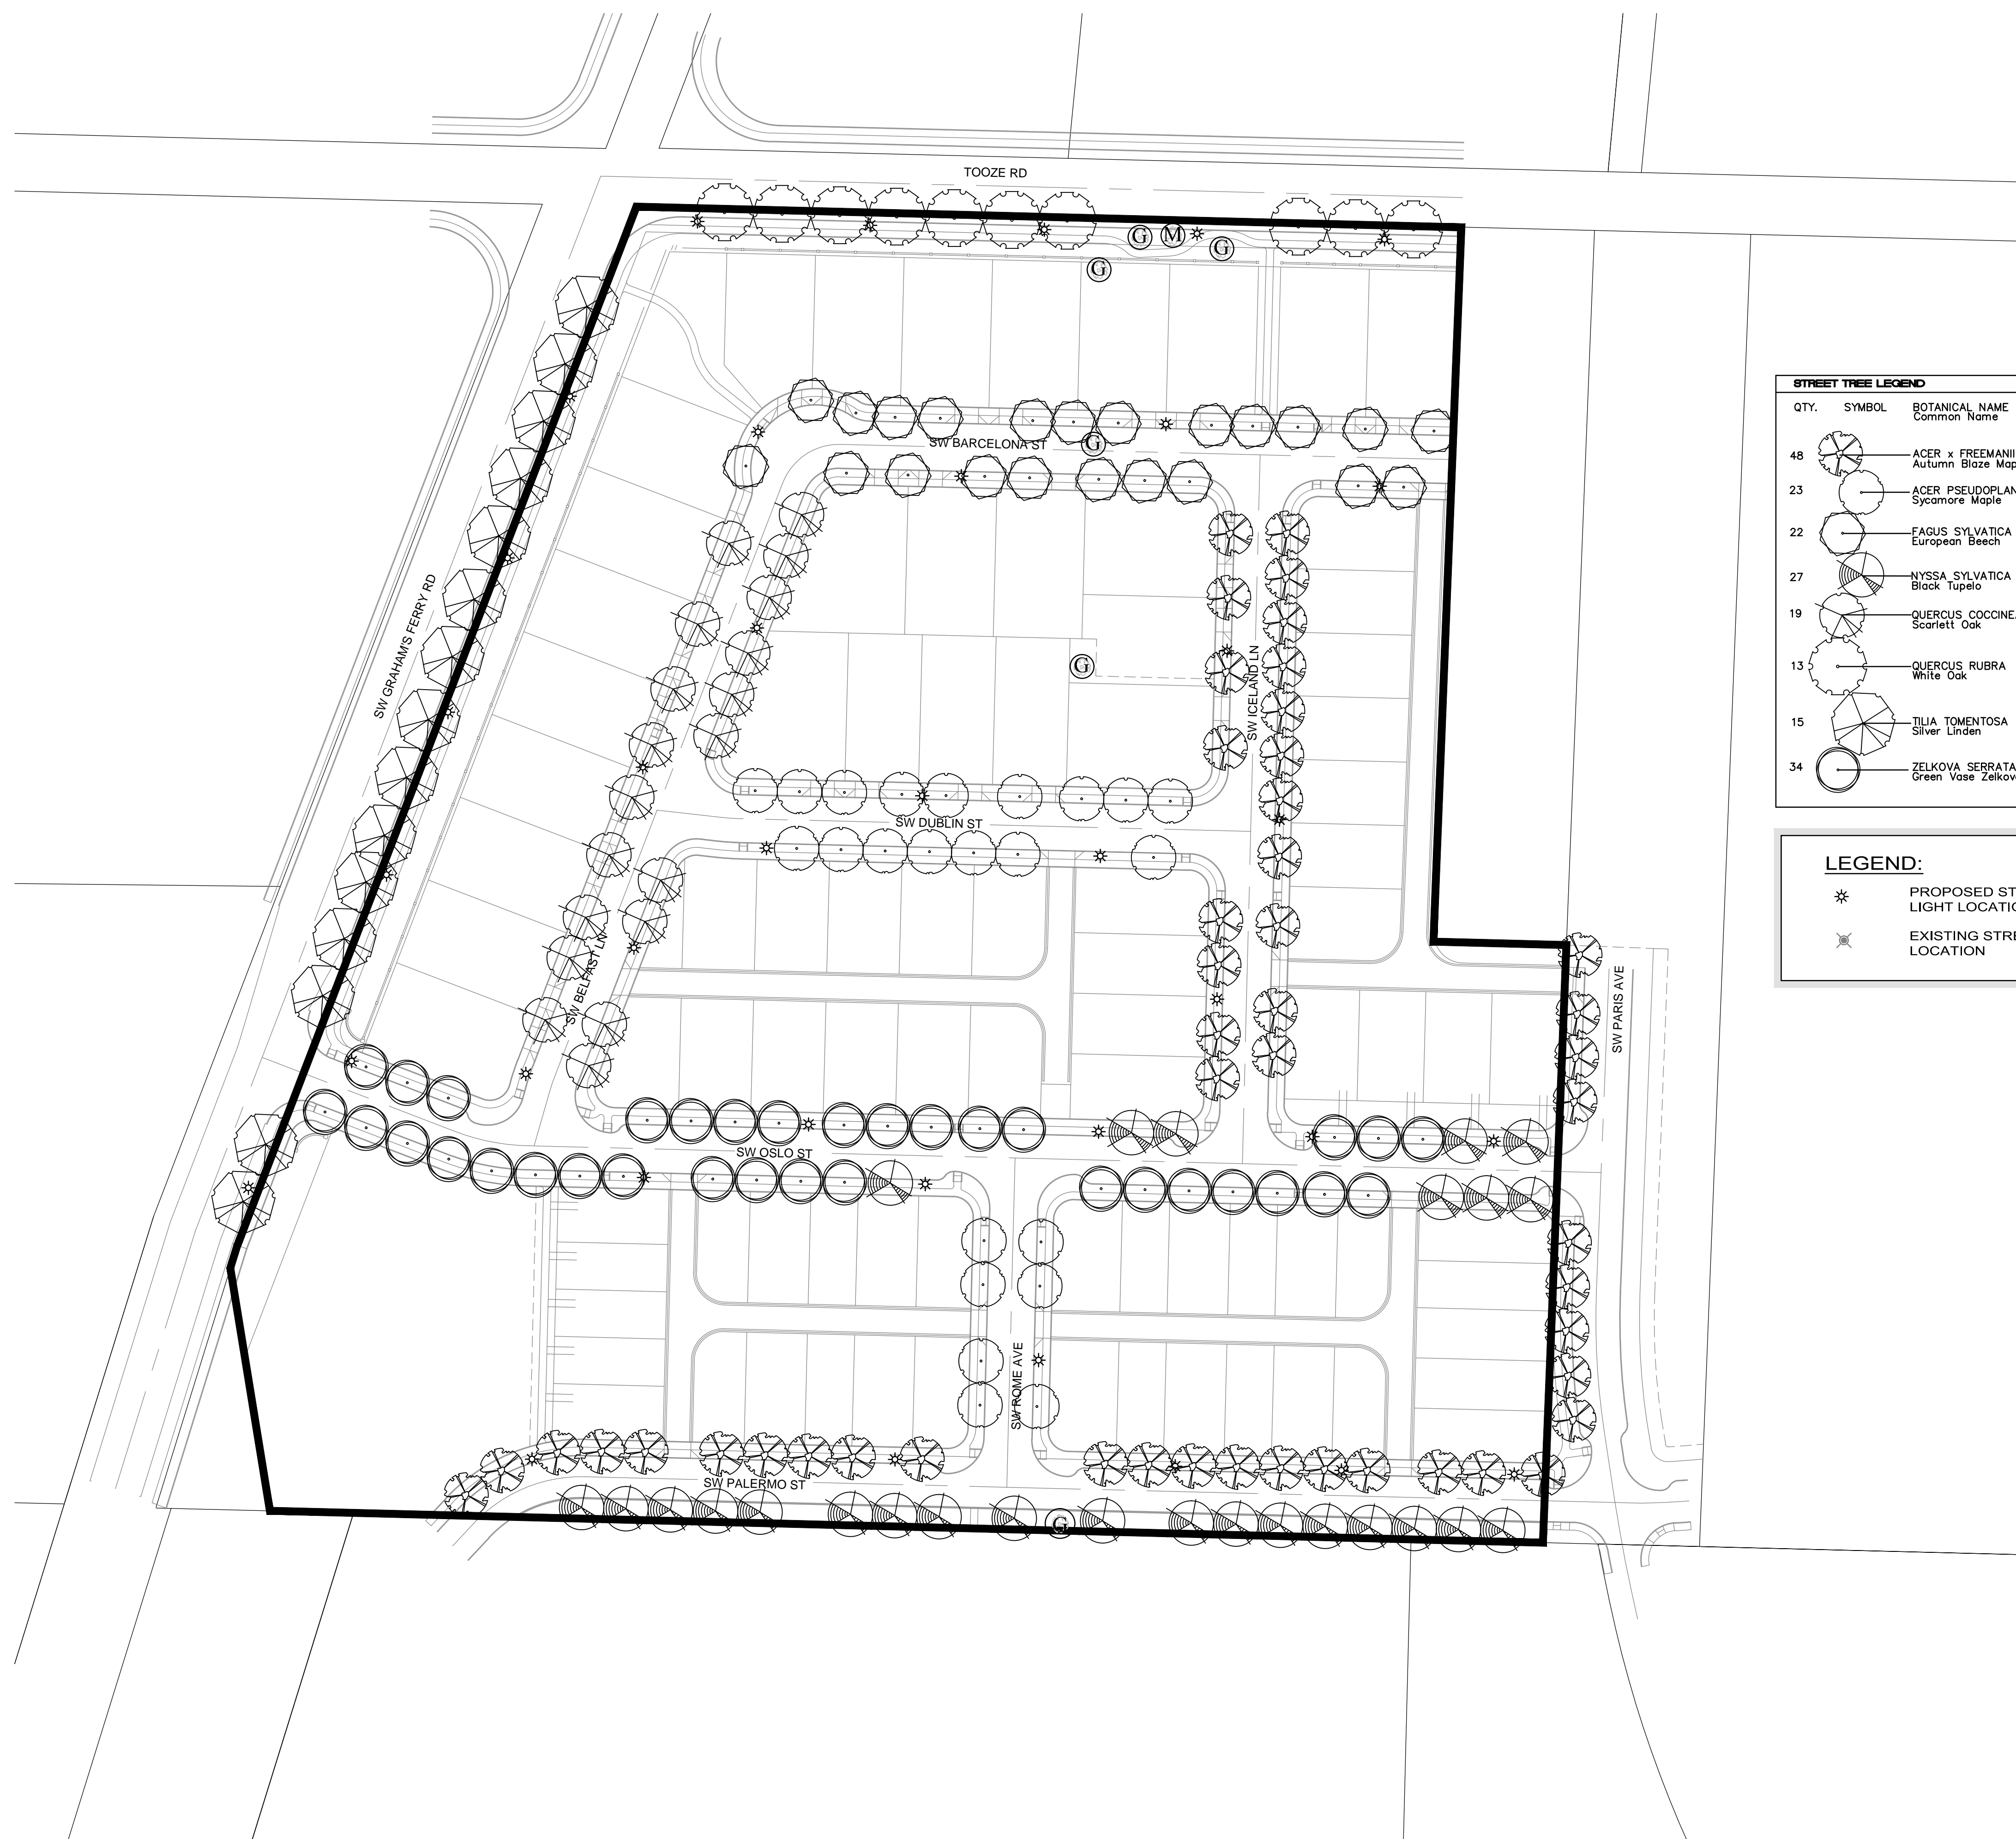 TOOZE RD
G M G
G
SW GRAHAM'S FERRY RD
SW BARCELONA ST
G
SW ICELAND LN
G
SW DUBLIN ST
SW BELFAST LN
SW PARIS AVE
SW OSLO ST
SW ROME AVE
SW PALERMO ST
G
STREET TREE LEGEND
QTY. SYMBOL BOTANICAL NAME
Common Name
48 ACER x FREEMANII
Autumn Blaze Map
23 ACER PSEUDOPLAN
Sycamore Maple
22 FAGUS SYLVATICA
European Beech
27 NYSSA SYLVATICA
Black Tupelo
19 QUERCUS COCCINE
Scarlett Oak
13 QUERCUS RUBRA
White Oak
15 TILIA TOMENTOSA
Silver Linden
34 ZELKOVA SERRATA
Green Vase Zelkov
LEGEND:
PROPOSED ST
LIGHT LOCATIO
EXISTING STRE
LOCATION